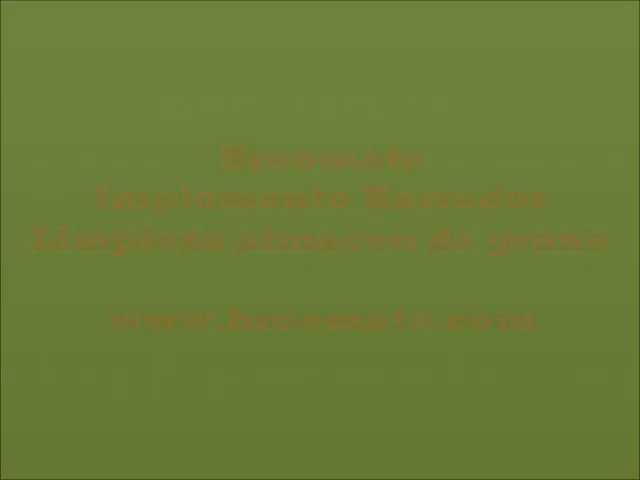 Broomate
Implemento Barredor
Limpieza almacen de grano
www.broomate.com